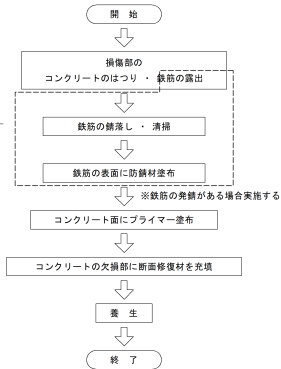 開 始
損傷部の
コンクリートのはつり ・ 鉄筋の露出
鉄筋の錆落し ・ 清掃
鉄筋の表面に防錆材塗布
※鉄筋の発錆がある場合実施する
コンクリート面にプライマー塗布
コンクリートの欠損部に断面修復材を充填
養 生
終 了